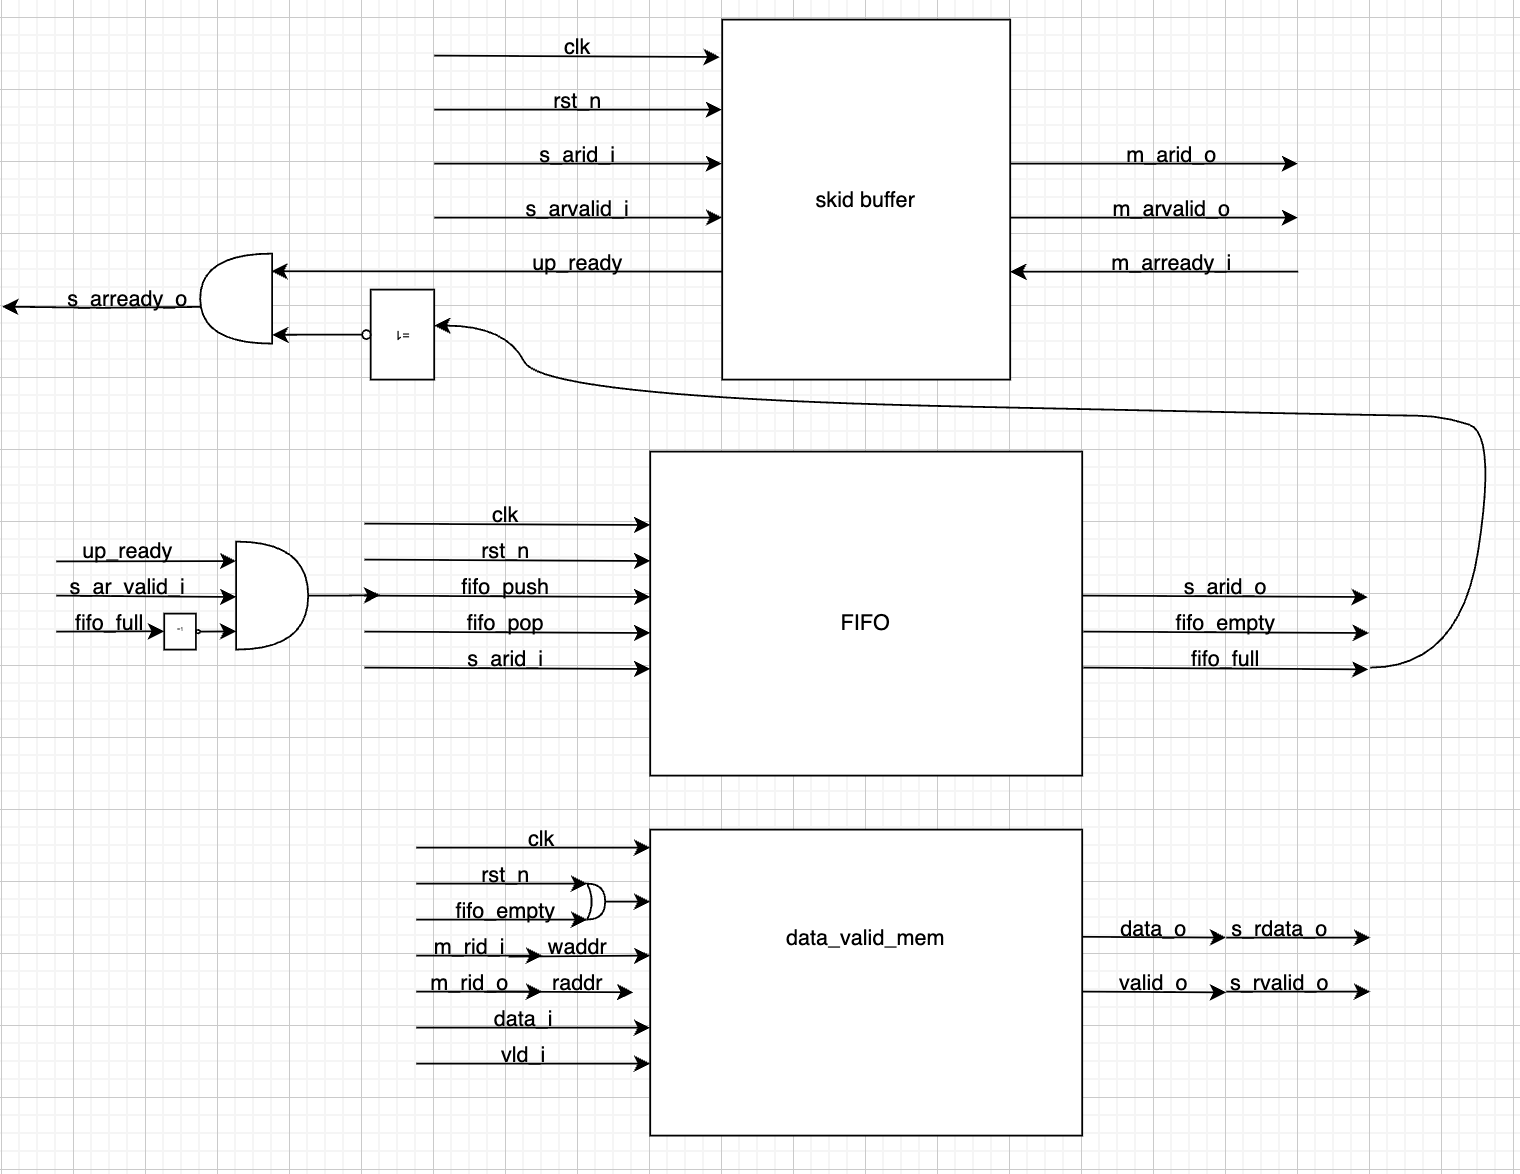 clk
rst_n
s_arid_i
s_arvalid_i
up_ready
skid buffer
m_arid_o
m_arvalid_o
m_arready_i
s_arready_o
=1
clk
rst_n
fifo_push
fifo_pop
s_arid_i
up_ready
s_ar_valid_i
fifo_full
FIFO
s_arid_o
fifo_empty
fifo_full
clk
rst_n
fifo_empty
m_rid_i waddr
m_rid_o raddr
data_i
vld_i
data_valid_mem
data_o s_rdata_o
valid_o s_rvalid_o